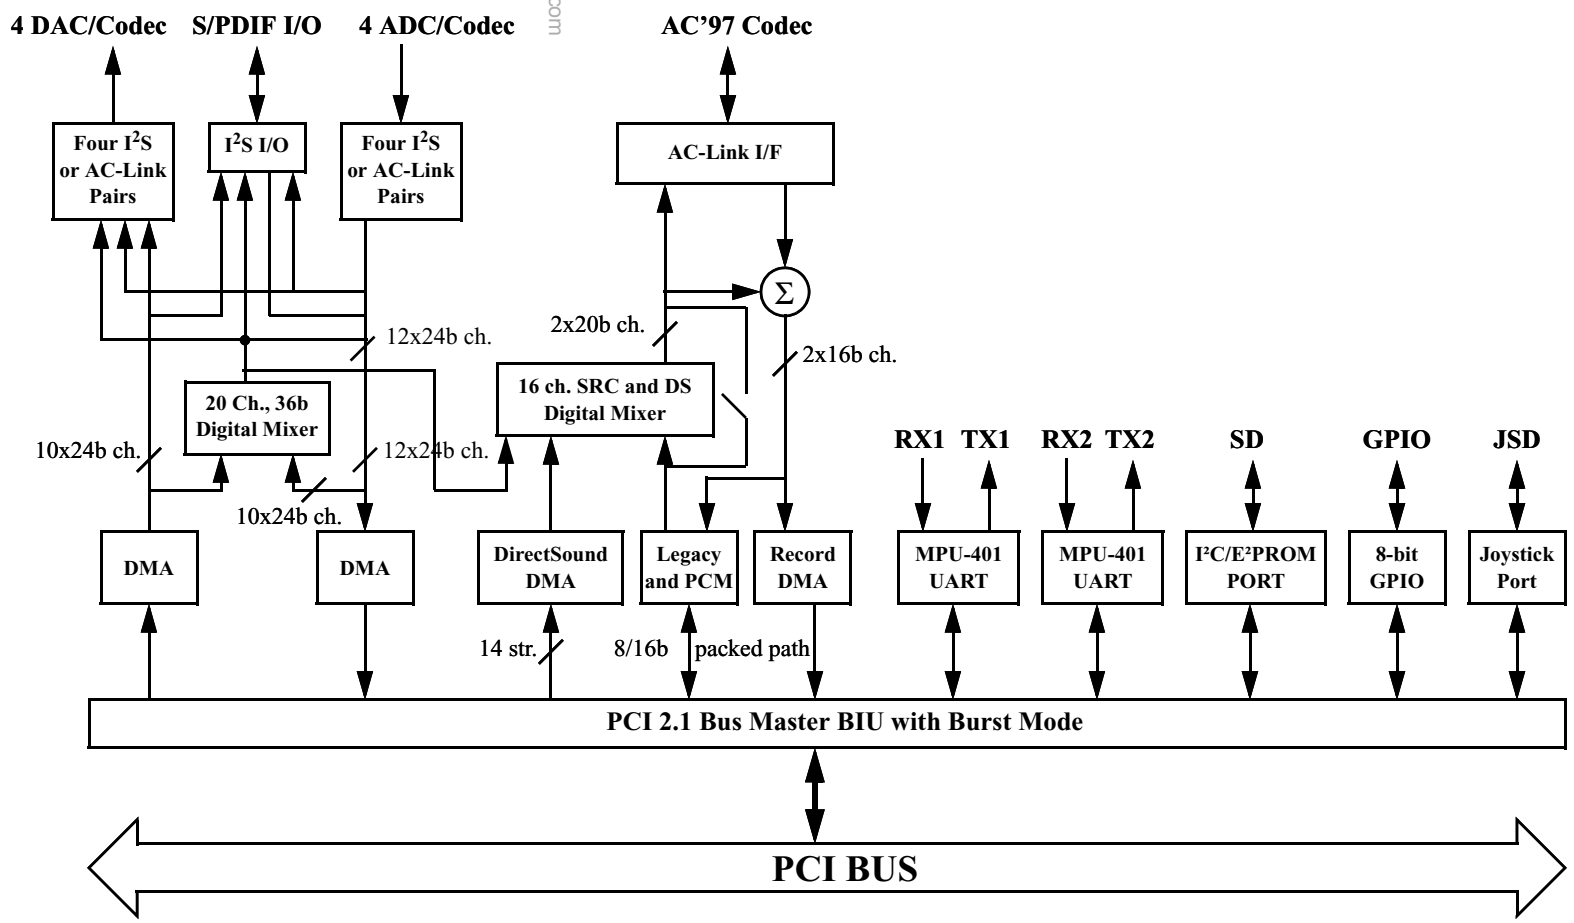 com
4 DAC/Codec S/PDIF I/O 4 ADC/Codec AC’97 Codec
Four I²S
or AC-Link
Pairs
I²S I/O
Four I²S
or AC-Link
Pairs
AC-Link I/F
Σ
12x24b ch.
2x20b ch.
2x16b ch.
20 Ch., 36b
Digital Mixer
16 ch. SRC and DS
Digital Mixer
10x24b ch.
12x24b ch.
10x24b ch.
RX1 TX1 RX2 TX2 SD GPIO JSD
DMA
DMA
DirectSound
DMA
Legacy
and PCM
Record
DMA
MPU-401
UART
MPU-401
UART
I²C/E²PROM
PORT
8-bit
GPIO
Joystick
Port
14 str.
8/16b packed path
PCI 2.1 Bus Master BIU with Burst Mode
PCI BUS